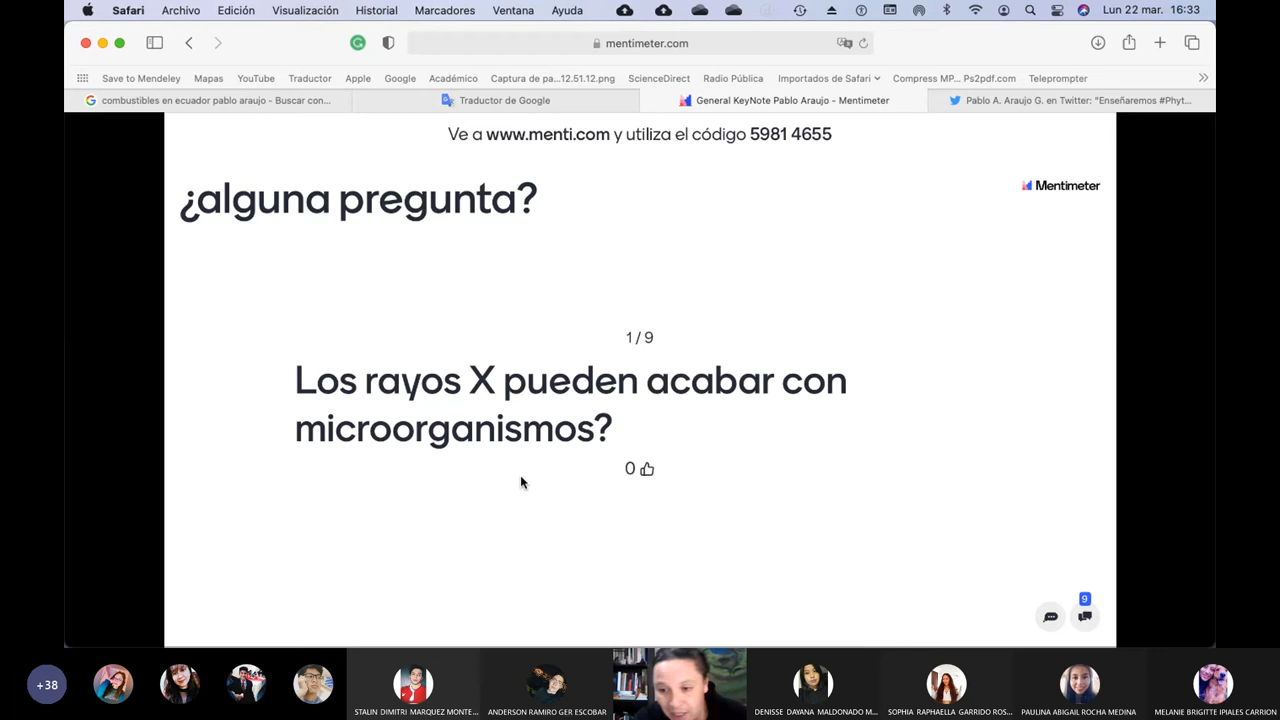 Safari Archivo Edición Visualización Historial Marcadores Ventana Ayuda Lun 22 mar. 16:33
mentimeter.com
Save to Mendeley Mapas YouTube Traductor Apple Google Académico Captura de pa...12.51.12.png ScienceDirect Radio Pública Importados de Safari Compress MP... Ps2pdf.com Teleprompter
combustibles en ecuador pablo araujo - Buscar con... Traductor de Google General KeyNote Pablo Araujo - Mentimeter Pablo A. Araujo G. en Twitter: "Enseñaremos #Phyt...
Ve a www.menti.com y utiliza el código 5981 4655
¿alguna pregunta?
Mentimeter
1 / 9
Los rayos X pueden acabar con
microorganismos?
0
9
+38
STALIN DIMITRI MARQUEZ MONTE... ANDERSON RAMIRO GER ESCOBAR DENISSE DAYANA MALDONADO M... SOPHIA RAPHAELLA GARRIDO ROS... PAULINA ABIGAIL ROCHA MEDINA MELANIE BRIGITTE IPIALES CARRION